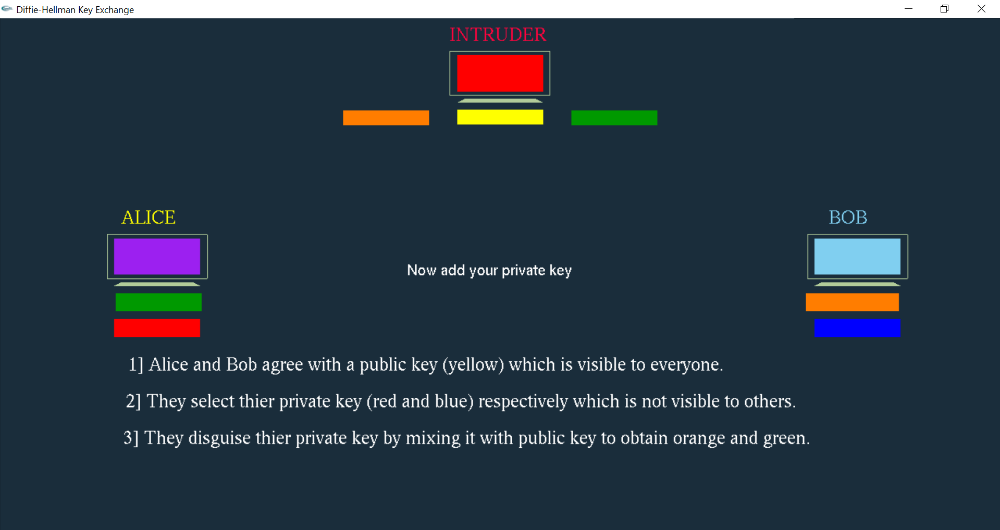 Diffie-Hellman Key Exchange
INTRUDER
ALICE
BOB
Now add your private key
1] Alice and Bob agree with a public key (yellow) which is visible to everyone.
2] They select thier private key (red and blue) respectively which is not visible to others.
3] They disguise thier private key by mixing it with public key to obtain orange and green.